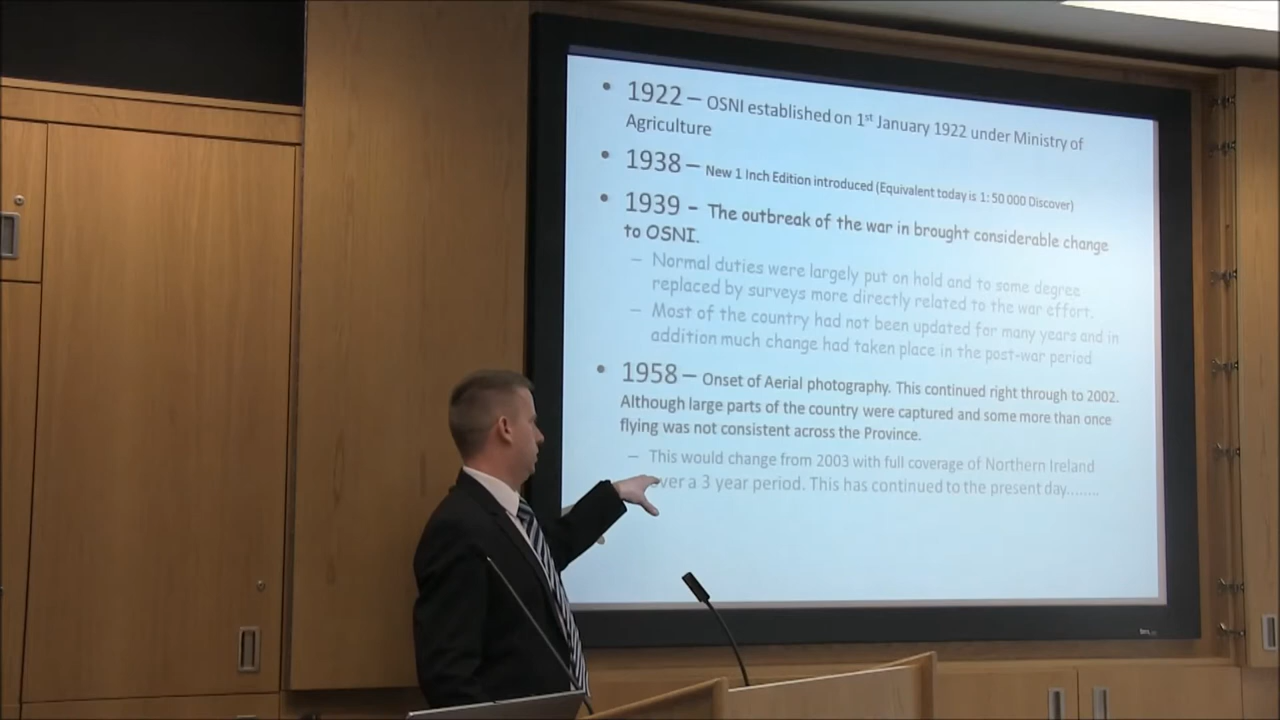 • 1922 – OSNI established on 1st January 1922 under Ministry of
Agriculture
• 1938 – New 1 Inch Edition introduced (Equivalent today is 1: 50 000 Discover)
• 1939 - The outbreak of the war in brought considerable change
to OSNI.
– Normal duties were largely put on hold and to some degree
replaced by surveys more directly related to the war effort.
– Most of the country had not been updated for many years and in
addition much change had taken place in the post-war period
• 1958 – Onset of Aerial photography. This continued right through to 2002.
Although large parts of the country were captured and some more than once
flying was not consistent across the Province.
– This would change from 2003 with full coverage of Northern Ireland
over a 3 year period. This has continued to the present day........